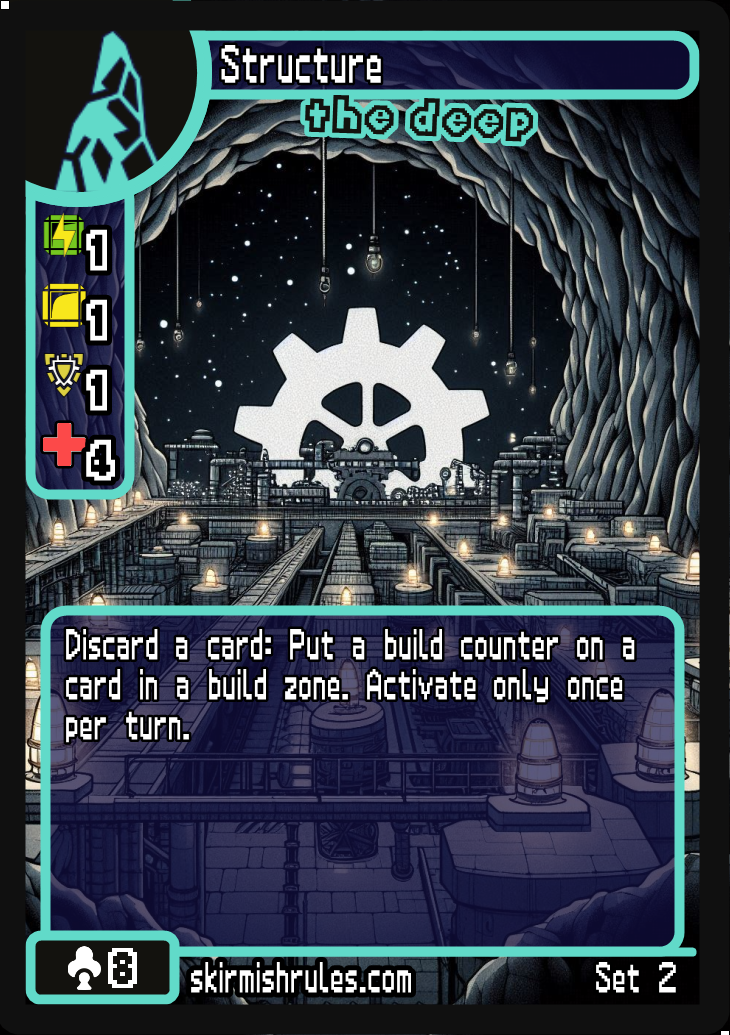 Structure
the deep
1
1
1
4
Discard a card: Put a build counter on a
card in a build zone. Activate only once
per turn.
8
skirmishrules.com
Set 2